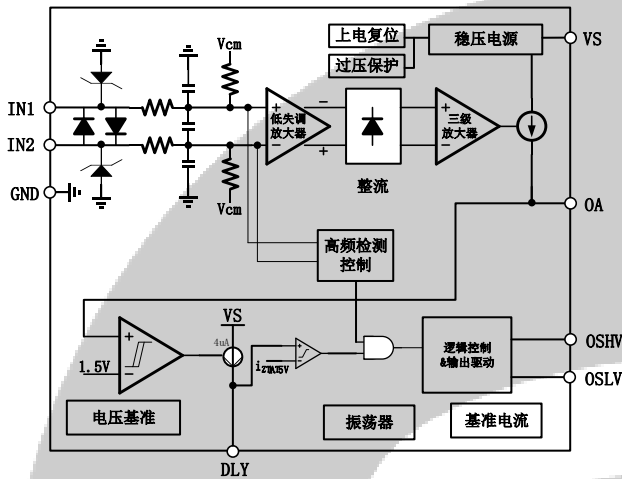 上电复位
稳压电源
VS
过压保护
Vcm
IN1
低失调
放大器
三级
放大器
IN2
整流
GND
Vcm
OA
高频检测
控制
VS
4uA
1.5V
逻辑控制
&输出驱动
OSHV
OSLV
电压基准
振荡器
基准电流
DLY